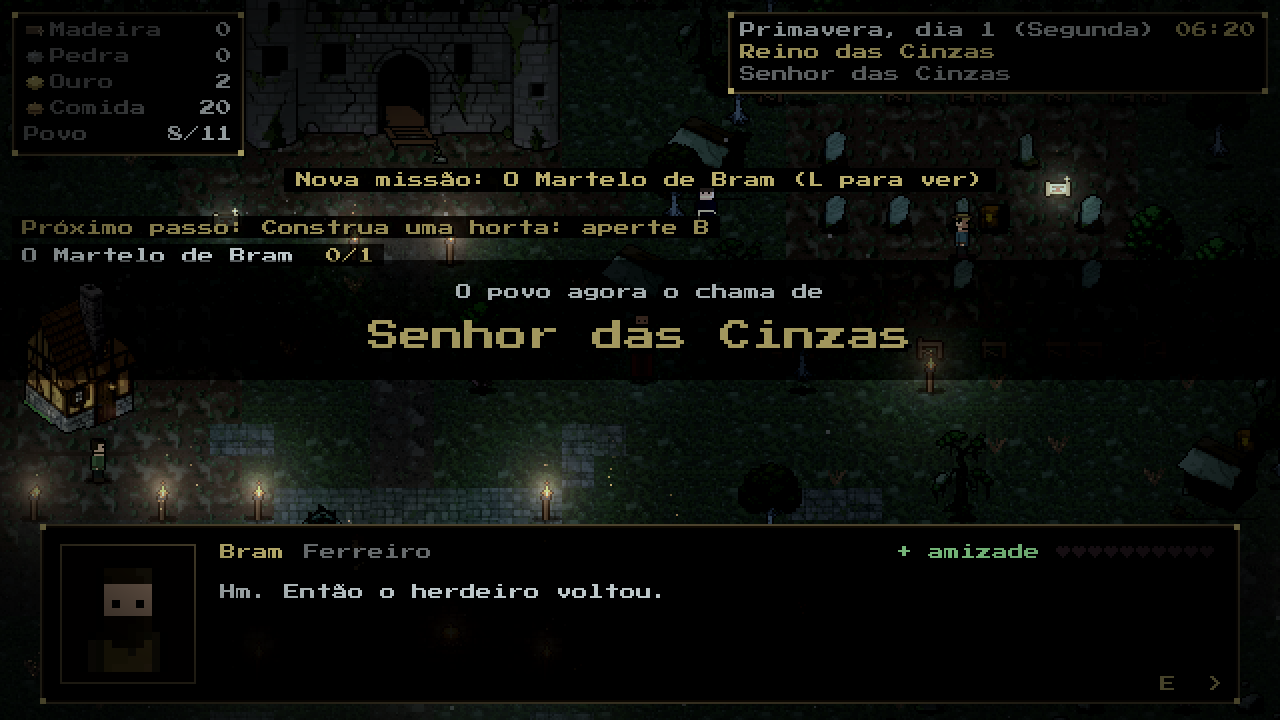 Madeira 0
Pedra 0
Ouro 2
Comida 20
Povo 8/11
Primavera, dia 1 (Segunda) 06:20
Reino das Cinzas
Senhor das Cinzas
Nova missão: O Martelo de Bram (L para ver)
Próximo passo: Construa uma horta: aperte B
O Martelo de Bram 0/1
O povo agora o chama de
Senhor das Cinzas
Bram Ferreiro + amizade
Hm. Então o herdeiro voltou.
E >